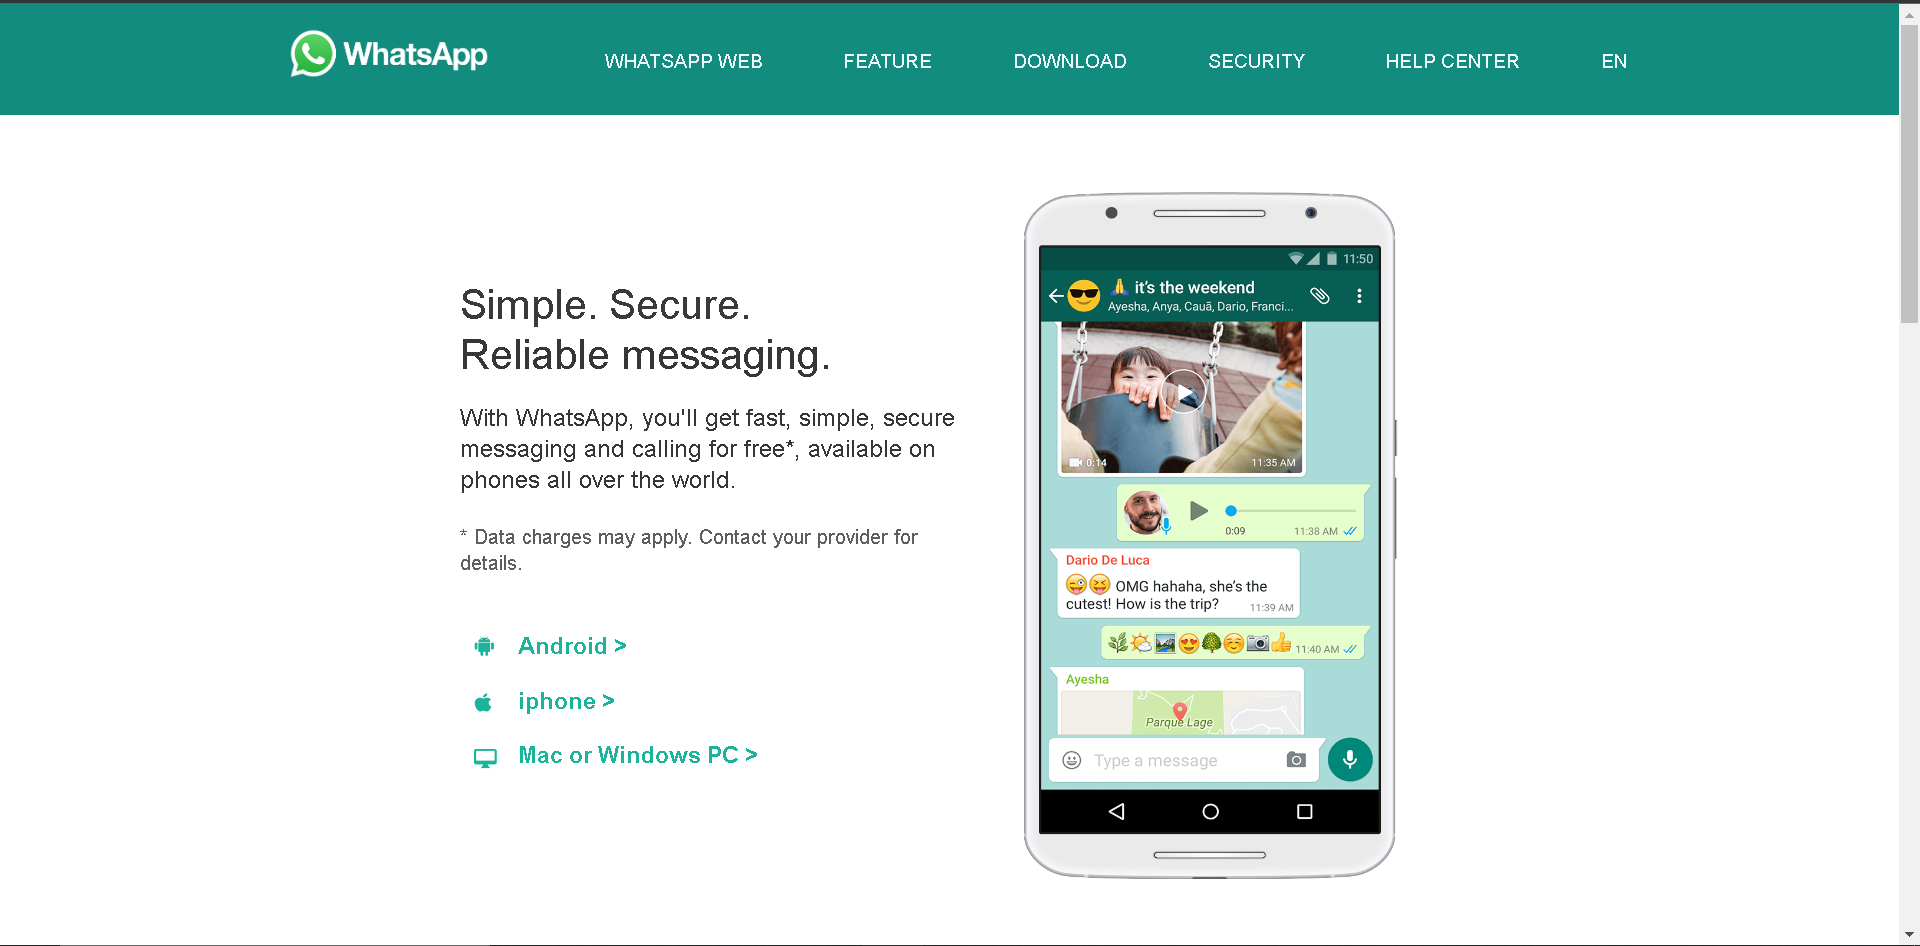 WhatsApp
WHATSAPP WEB
FEATURE
DOWNLOAD
SECURITY
HELP CENTER
EN
Simple. Secure.
Reliable messaging.
With WhatsApp, you'll get fast, simple, secure
messaging and calling for free*, available on
phones all over the world.
* Data charges may apply. Contact your provider for
details.
Android >
iphone >
Mac or Windows PC >
11:50
🙏 it’s the weekend
Ayesha, Anya, Cauã, Dario, Franci...
0:14
11:35 AM
0:09
11:38 AM
Dario De Luca
😜😝 OMG hahaha, she’s the
cutest! How is the trip?
11:39 AM
🌿🌤️🏞️😍🌳☺️📷👍 11:40 AM
Ayesha
Parque Lage
Type a message